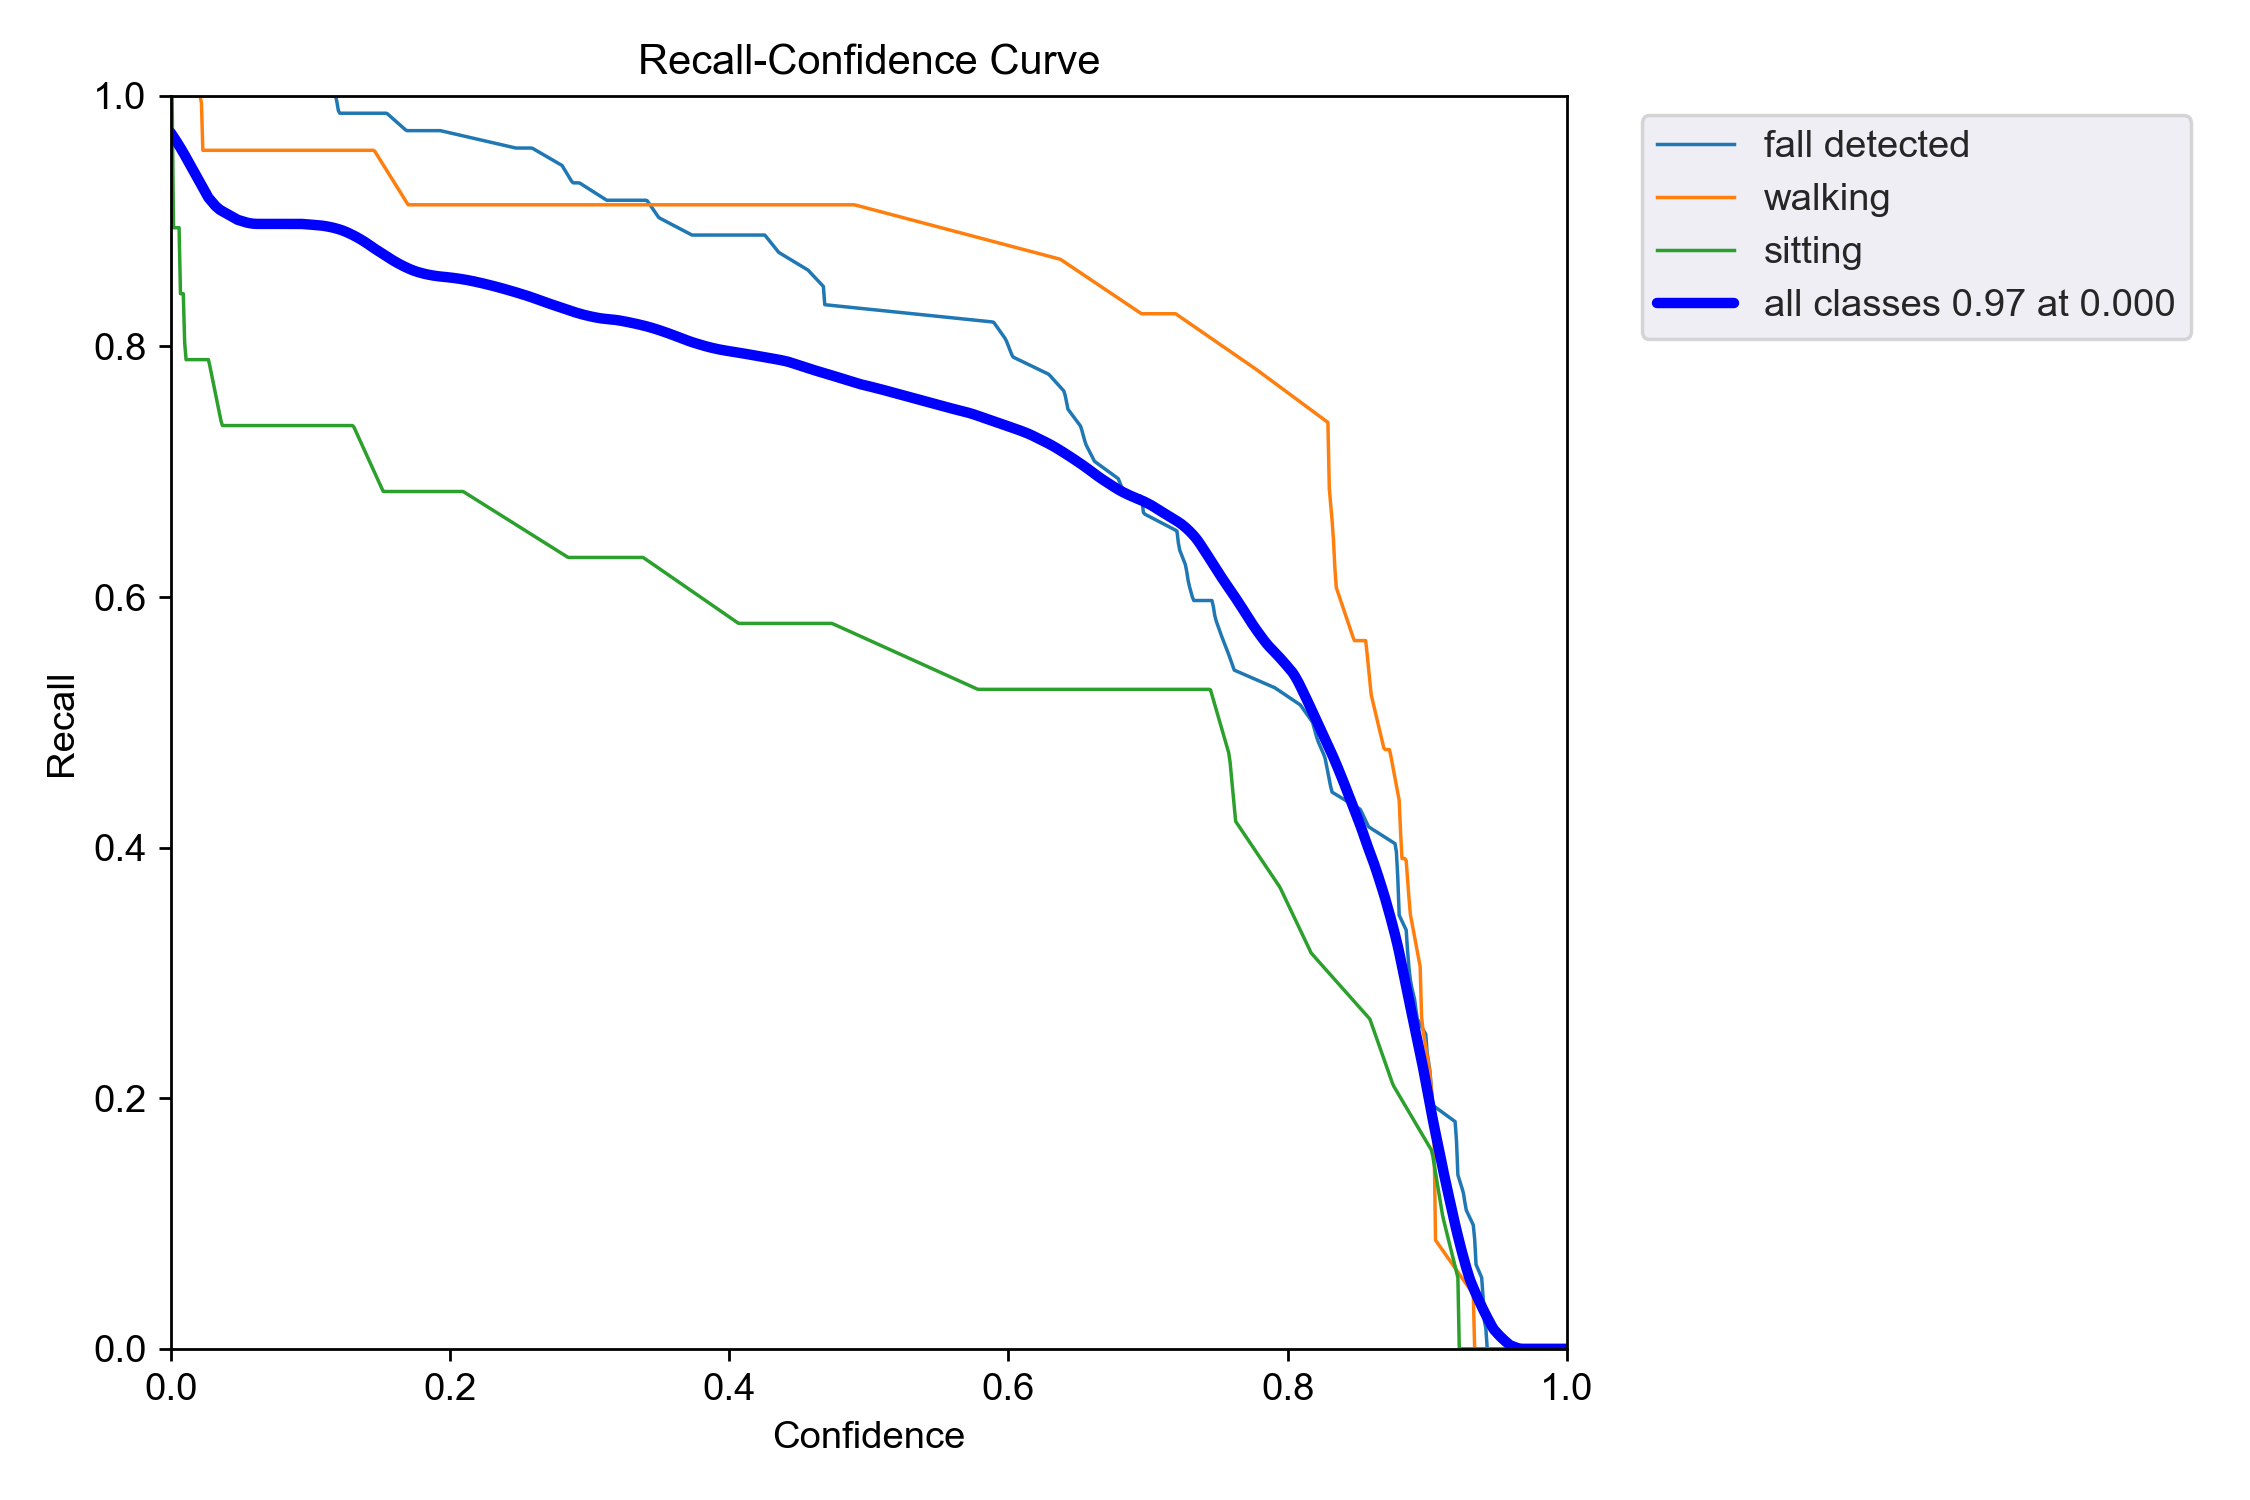 Recall-Confidence Curve
fall detected
walking
sitting
all classes 0.97 at 0.000
1.0
0.8
0.6
0.4
0.2
0.0
Recall
0.0 0.2 0.4 0.6 0.8 1.0
Confidence